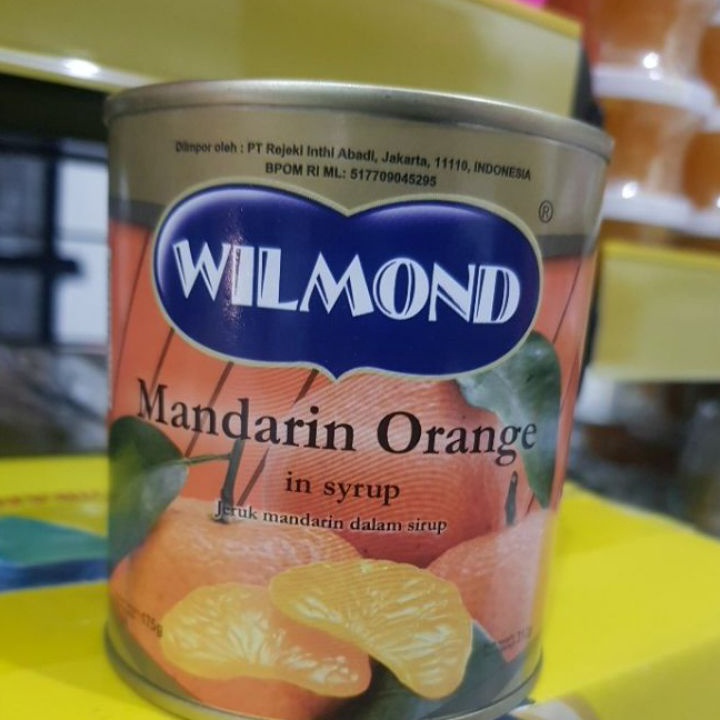 Diimpor oleh : PT Rejeki Inthi Abadi, Jakarta, 11110, INDONESIA
BPOM RI ML: 517709045295
®
WILMOND
Mandarin Orange
in syrup
Jeruk mandarin dalam sirup
175g